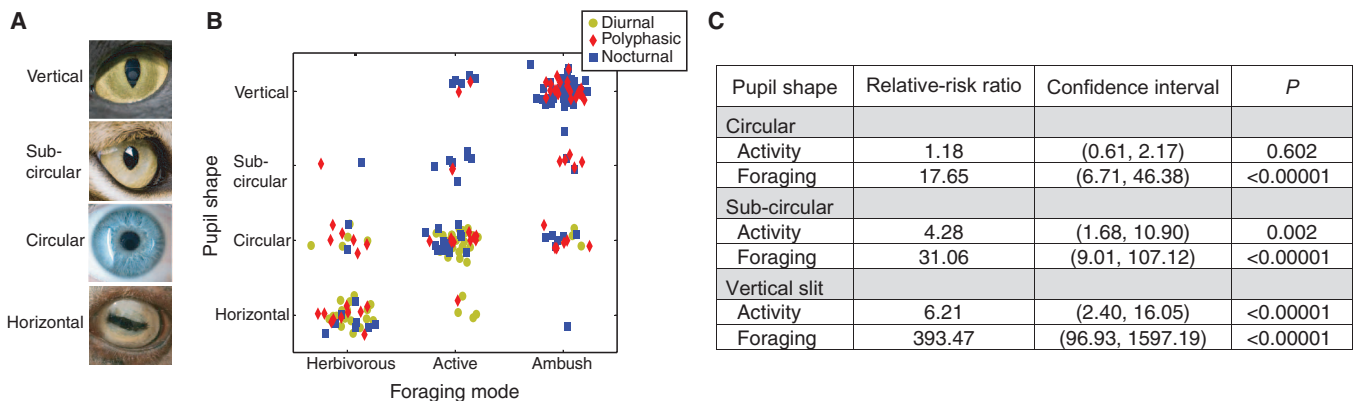 A
Vertical
Sub-
circular
Circular
Horizontal
B
Diurnal
Polyphasic
Nocturnal
Pupil shape
Vertical
Sub-
circular
Circular
Horizontal
Herbivorous Active Ambush
Foraging mode
C
Pupil shape Relative-risk ratio Confidence interval P
Circular
Activity 1.18 (0.61, 2.17) 0.602
Foraging 17.65 (6.71, 46.38) <0.00001
Sub-circular
Activity 4.28 (1.68, 10.90) 0.002
Foraging 31.06 (9.01, 107.12) <0.00001
Vertical slit
Activity 6.21 (2.40, 16.05) <0.00001
Foraging 393.47 (96.93, 1597.19) <0.00001